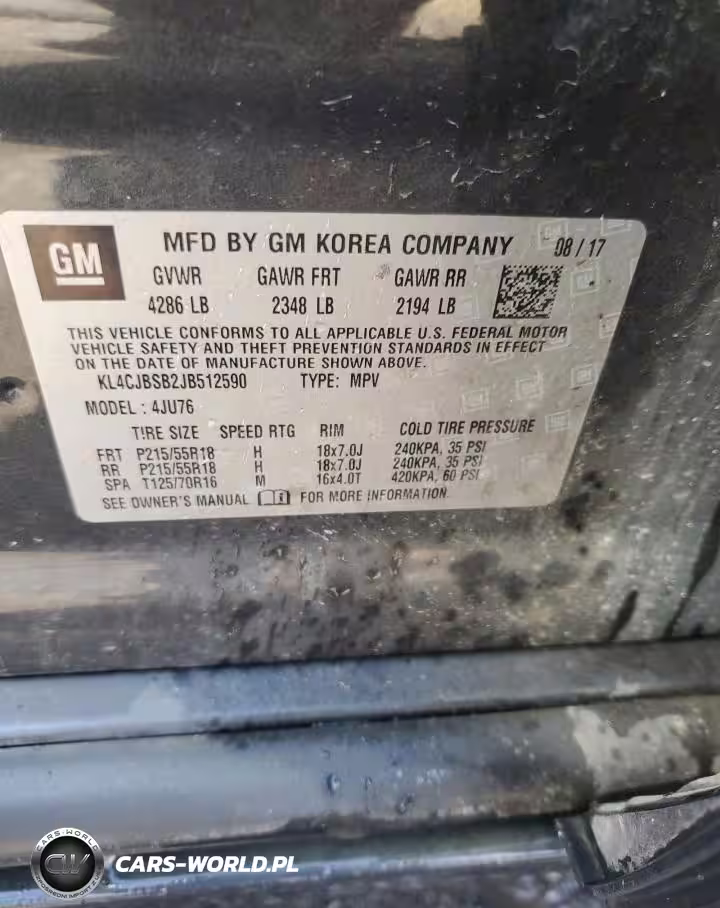 GM
MFD BY GM KOREA COMPANY 08/17
GVWR GAWR FRT GAWR RR
4286 LB 2348 LB 2194 LB
THIS VEHICLE CONFORMS TO ALL APPLICABLE U.S. FEDERAL MOTOR
VEHICLE SAFETY AND THEFT PREVENTION STANDARDS IN EFFECT
ON THE DATE OF MANUFACTURE SHOWN ABOVE.
KL4CJBSB2JB512590 TYPE: MPV
MODEL : 4JU76
TIRE SIZE SPEED RTG RIM COLD TIRE PRESSURE
FRT P215/55R18 H 18x7.0J 240KPA, 35 PSI
RR P215/55R18 H 18x7.0J 240KPA, 35 PSI
SPA T125/70R16 M 16x4.0T 420KPA, 60 PSI
SEE OWNER'S MANUAL FOR MORE INFORMATION.
CARS-WORLD
CARS-WORLD.PL